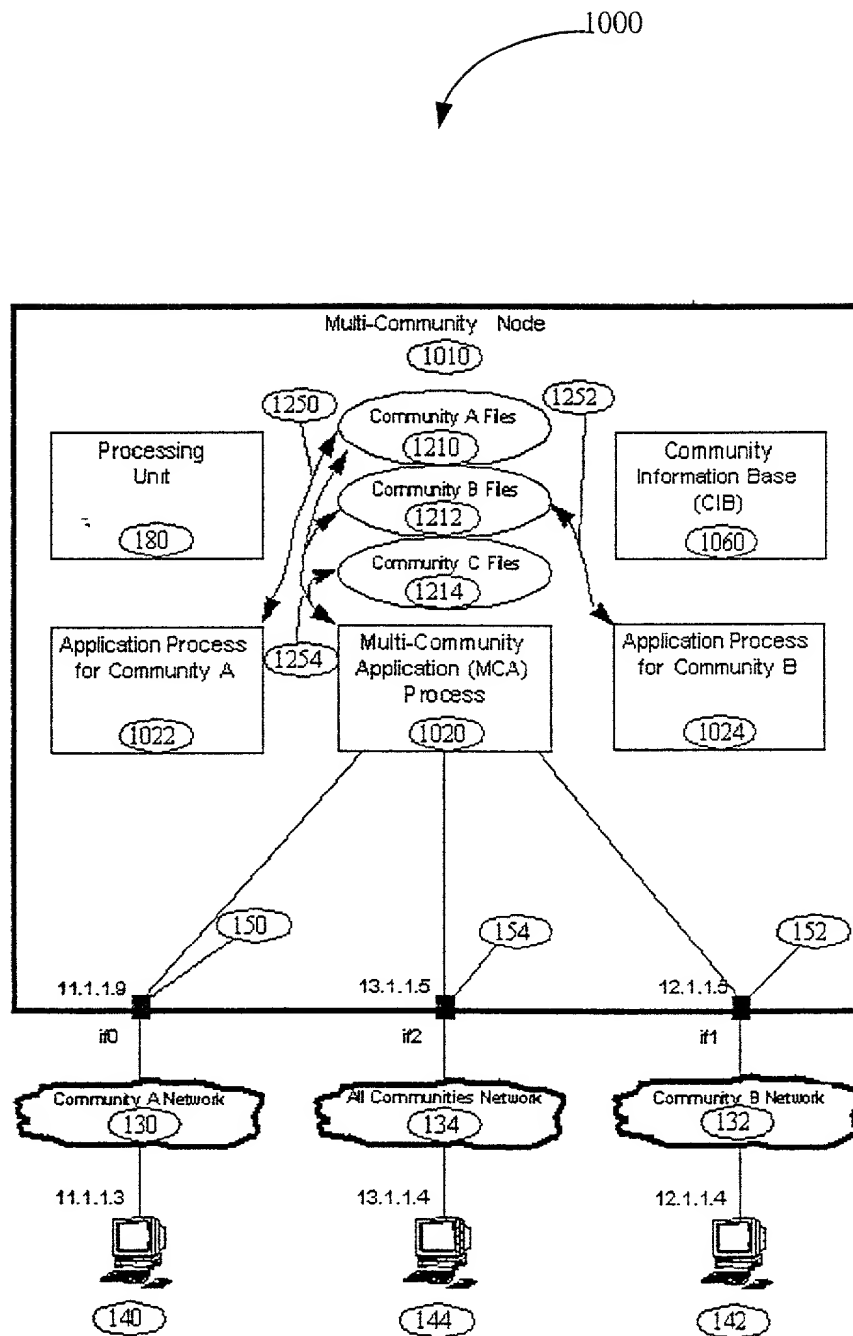 1000
Multi-Community Node
1010
1250
1252
Community A Files
1210
Processing
Unit
180
Community B Files
1212
Community
Information Base
(CIB)
1060
Community C Files
1214
Application Process
for Community A
1022
1254
Multi-Community
Application (MCA)
Process
1020
Application Process
for Community B
1024
150
154
152
11.1.1.9
13.1.1.5
12.1.1.5
if0
if2
if1
Community A Network
130
All Communities Network
134
Community B Network
132
11.1.1.3
13.1.1.4
12.1.1.4
140
144
142